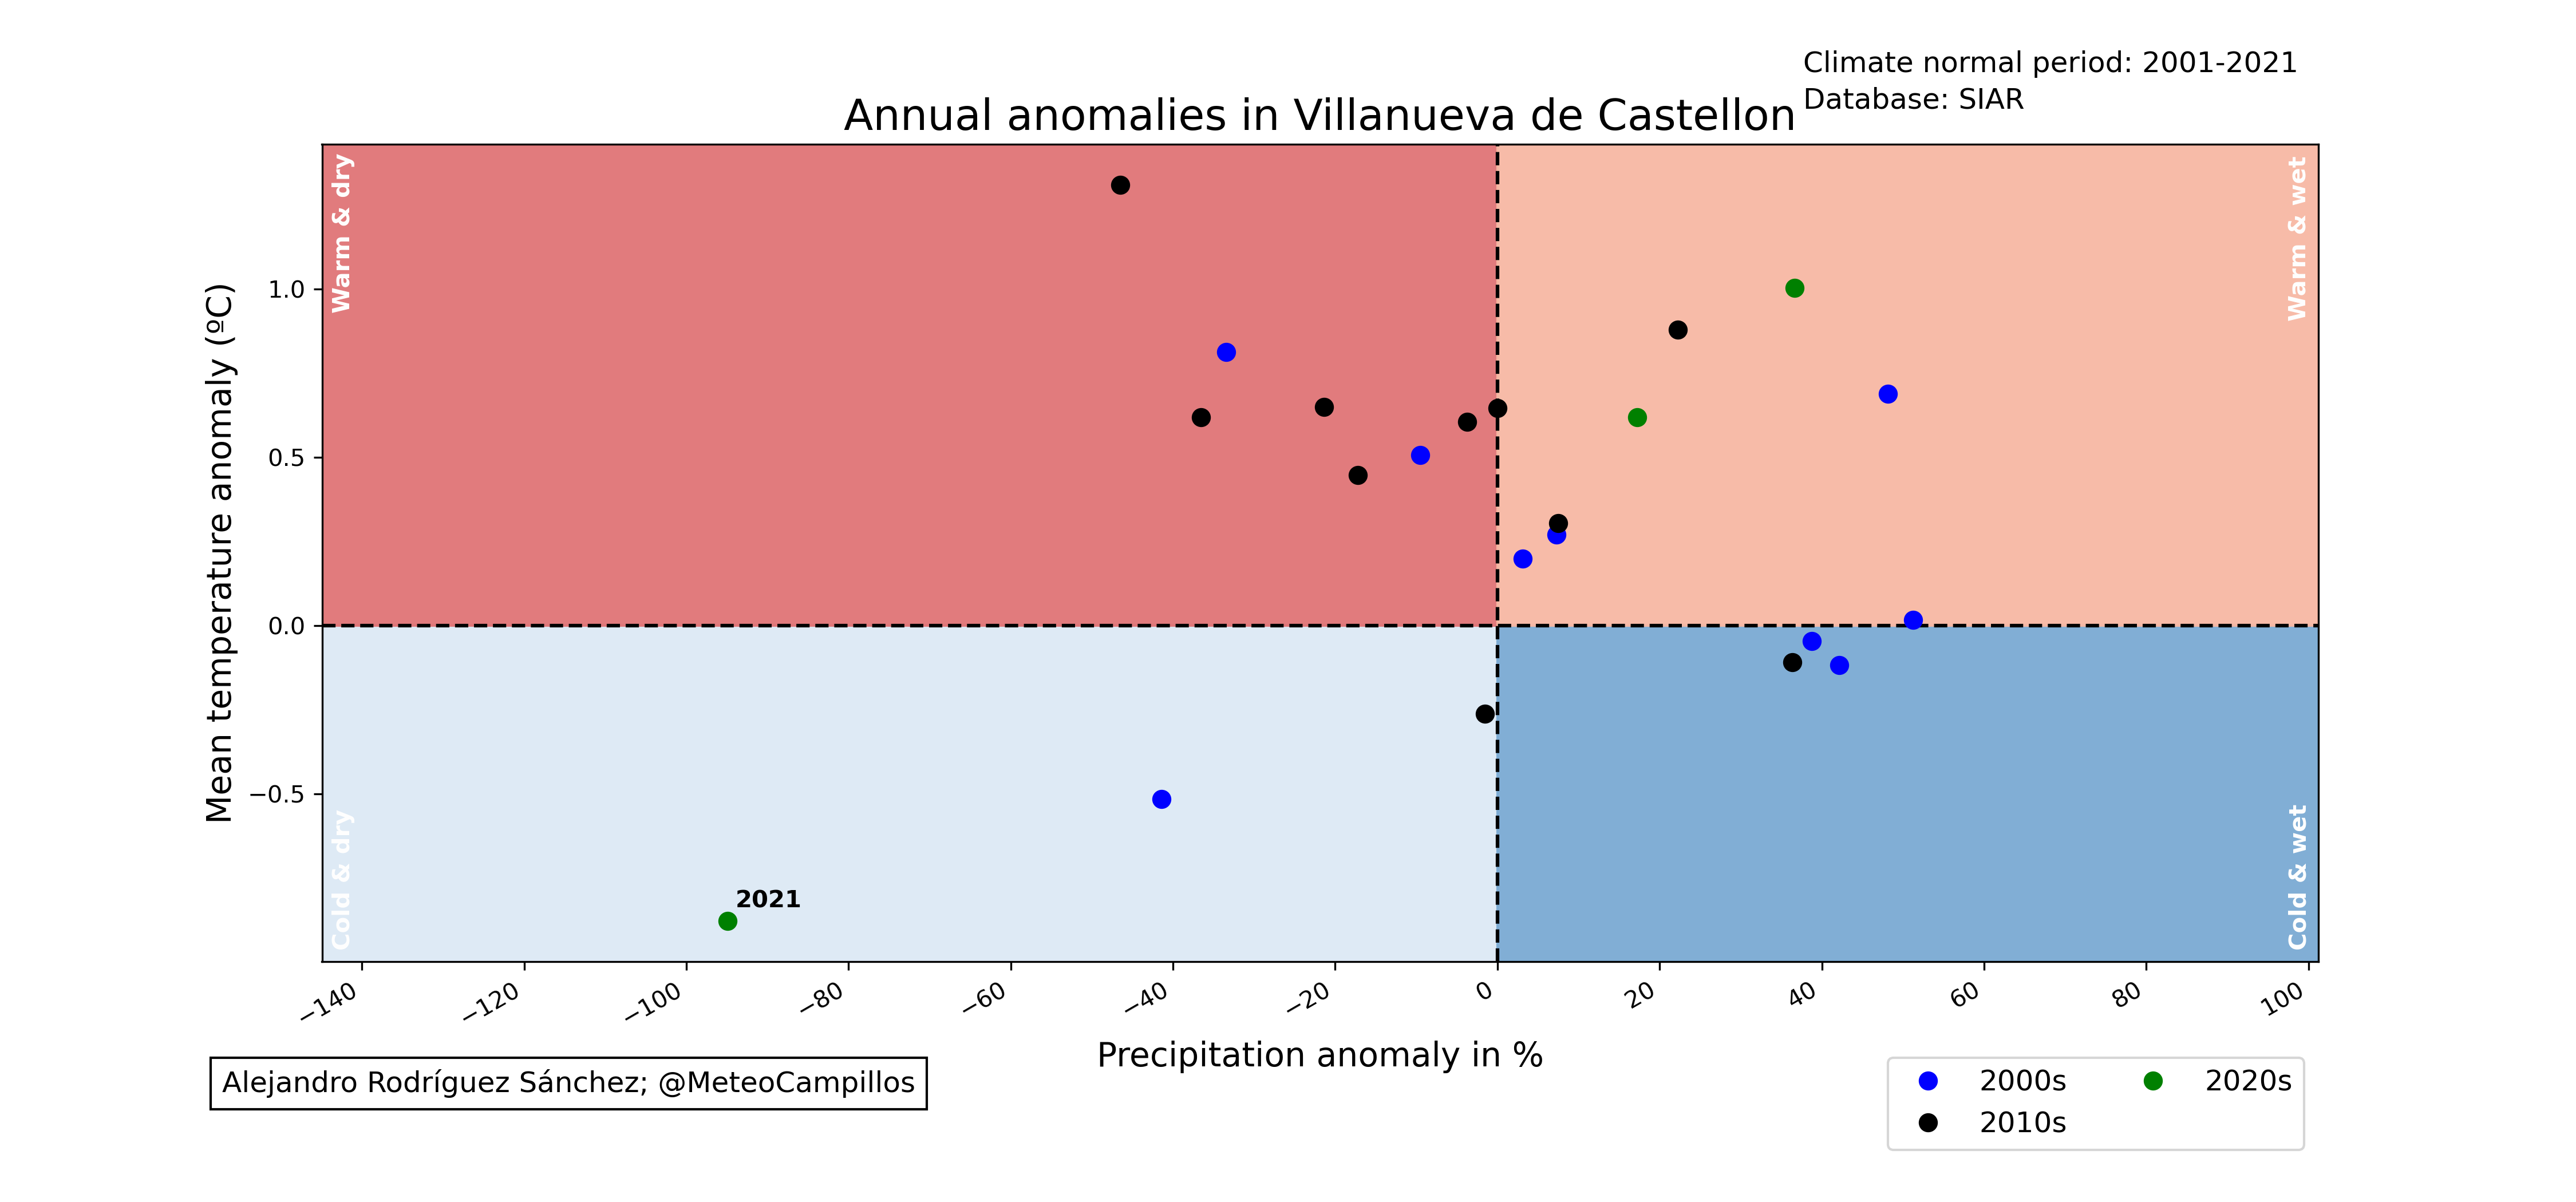 Climate normal period: 2001-2021
Database: SIAR
Annual anomalies in Villanueva de Castellon
Warm & dry
Warm & wet
Mean temperature anomaly (ºC)
1.0
0.5
0.0
−0.5
Cold & dry
Cold & wet
2021
−140
−120
−100
−80
−60
−40
−20
0
20
40
60
80
100
Precipitation anomaly in %
Alejandro Rodríguez Sánchez; @MeteoCampillos
2000s
2010s
2020s